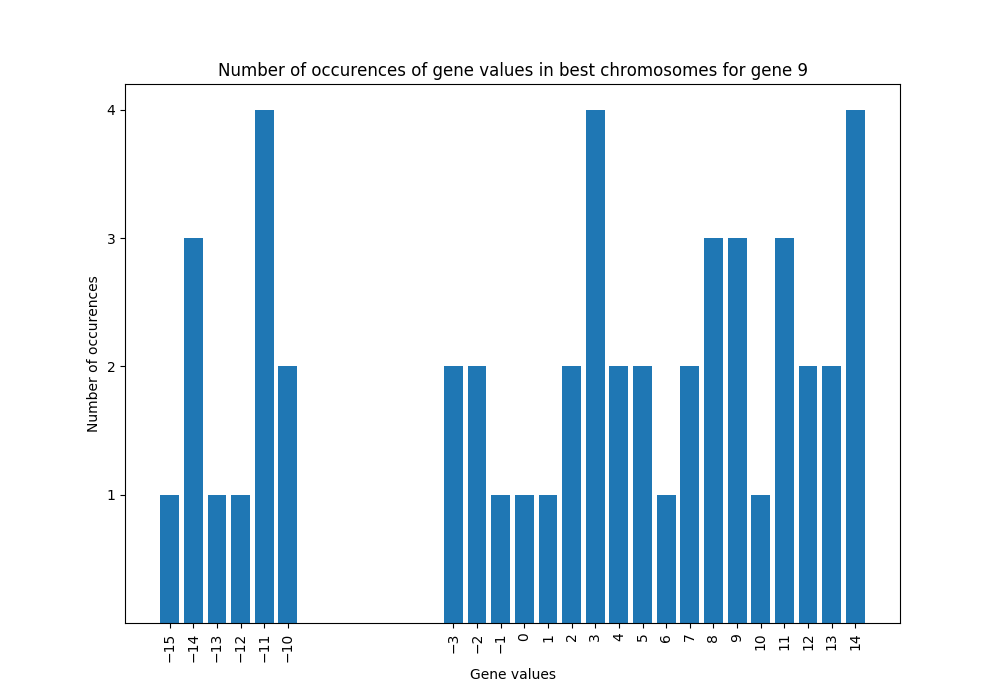 Number of occurences of gene values in best chromosomes for gene 9
4
3
2
1
Number of occurences
−15 −14 −13 −12 −11 −10 −3 −2 −1 0 1 2 3 4 5 6 7 8 9 10 11 12 13 14
Gene values